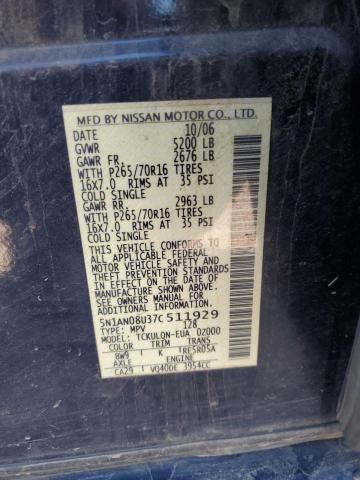 MFD BY NISSAN MOTOR CO., LTD.
DATE 10/06
GVWR 5200 LB
GAWR FR. 2676 LB
WITH P265/70R16 TIRES
16X7.0 RIMS AT 35 PSI
COLD SINGLE
GAWR RR. 2963 LB
WITH P265/70R16 TIRES
16X7.0 RIMS AT 35 PSI
COLD SINGLE
THIS VEHICLE CONFORMS TO
ALL APPLICABLE FEDERAL
MOTOR VEHICLE SAFETY AND
THEFT PREVENTION STANDARDS
IN EFFECT ON THE DATE OF
MANUFACTURE SHOWN ABOVE.
SEE OWNERS MANUAL FOR
ADDITIONAL INFORMATION
5N1AN08U37C511929
TYPE: MPV 128
MODEL: TCKULQN-EUA 02000
COLOR TRIM TRANS
BW9 K TRE5R05A
AXLE ENGINE
CA29 VQ40DE 3954CC